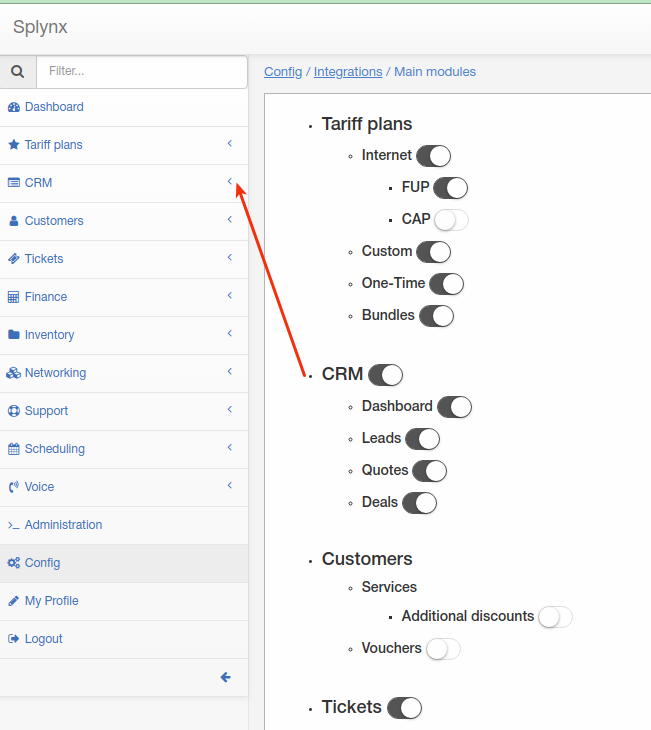 Splynx
Filter...
Dashboard
Tariff plans
CRM
Customers
Tickets
Finance
Inventory
Networking
Support
Scheduling
Voice
Administration
Config
My Profile
Logout
Config / Integrations / Main modules
Tariff plans
Internet
FUP
CAP
Custom
One-Time
Bundles
CRM
Dashboard
Leads
Quotes
Deals
Customers
Services
Additional discounts
Vouchers
Tickets